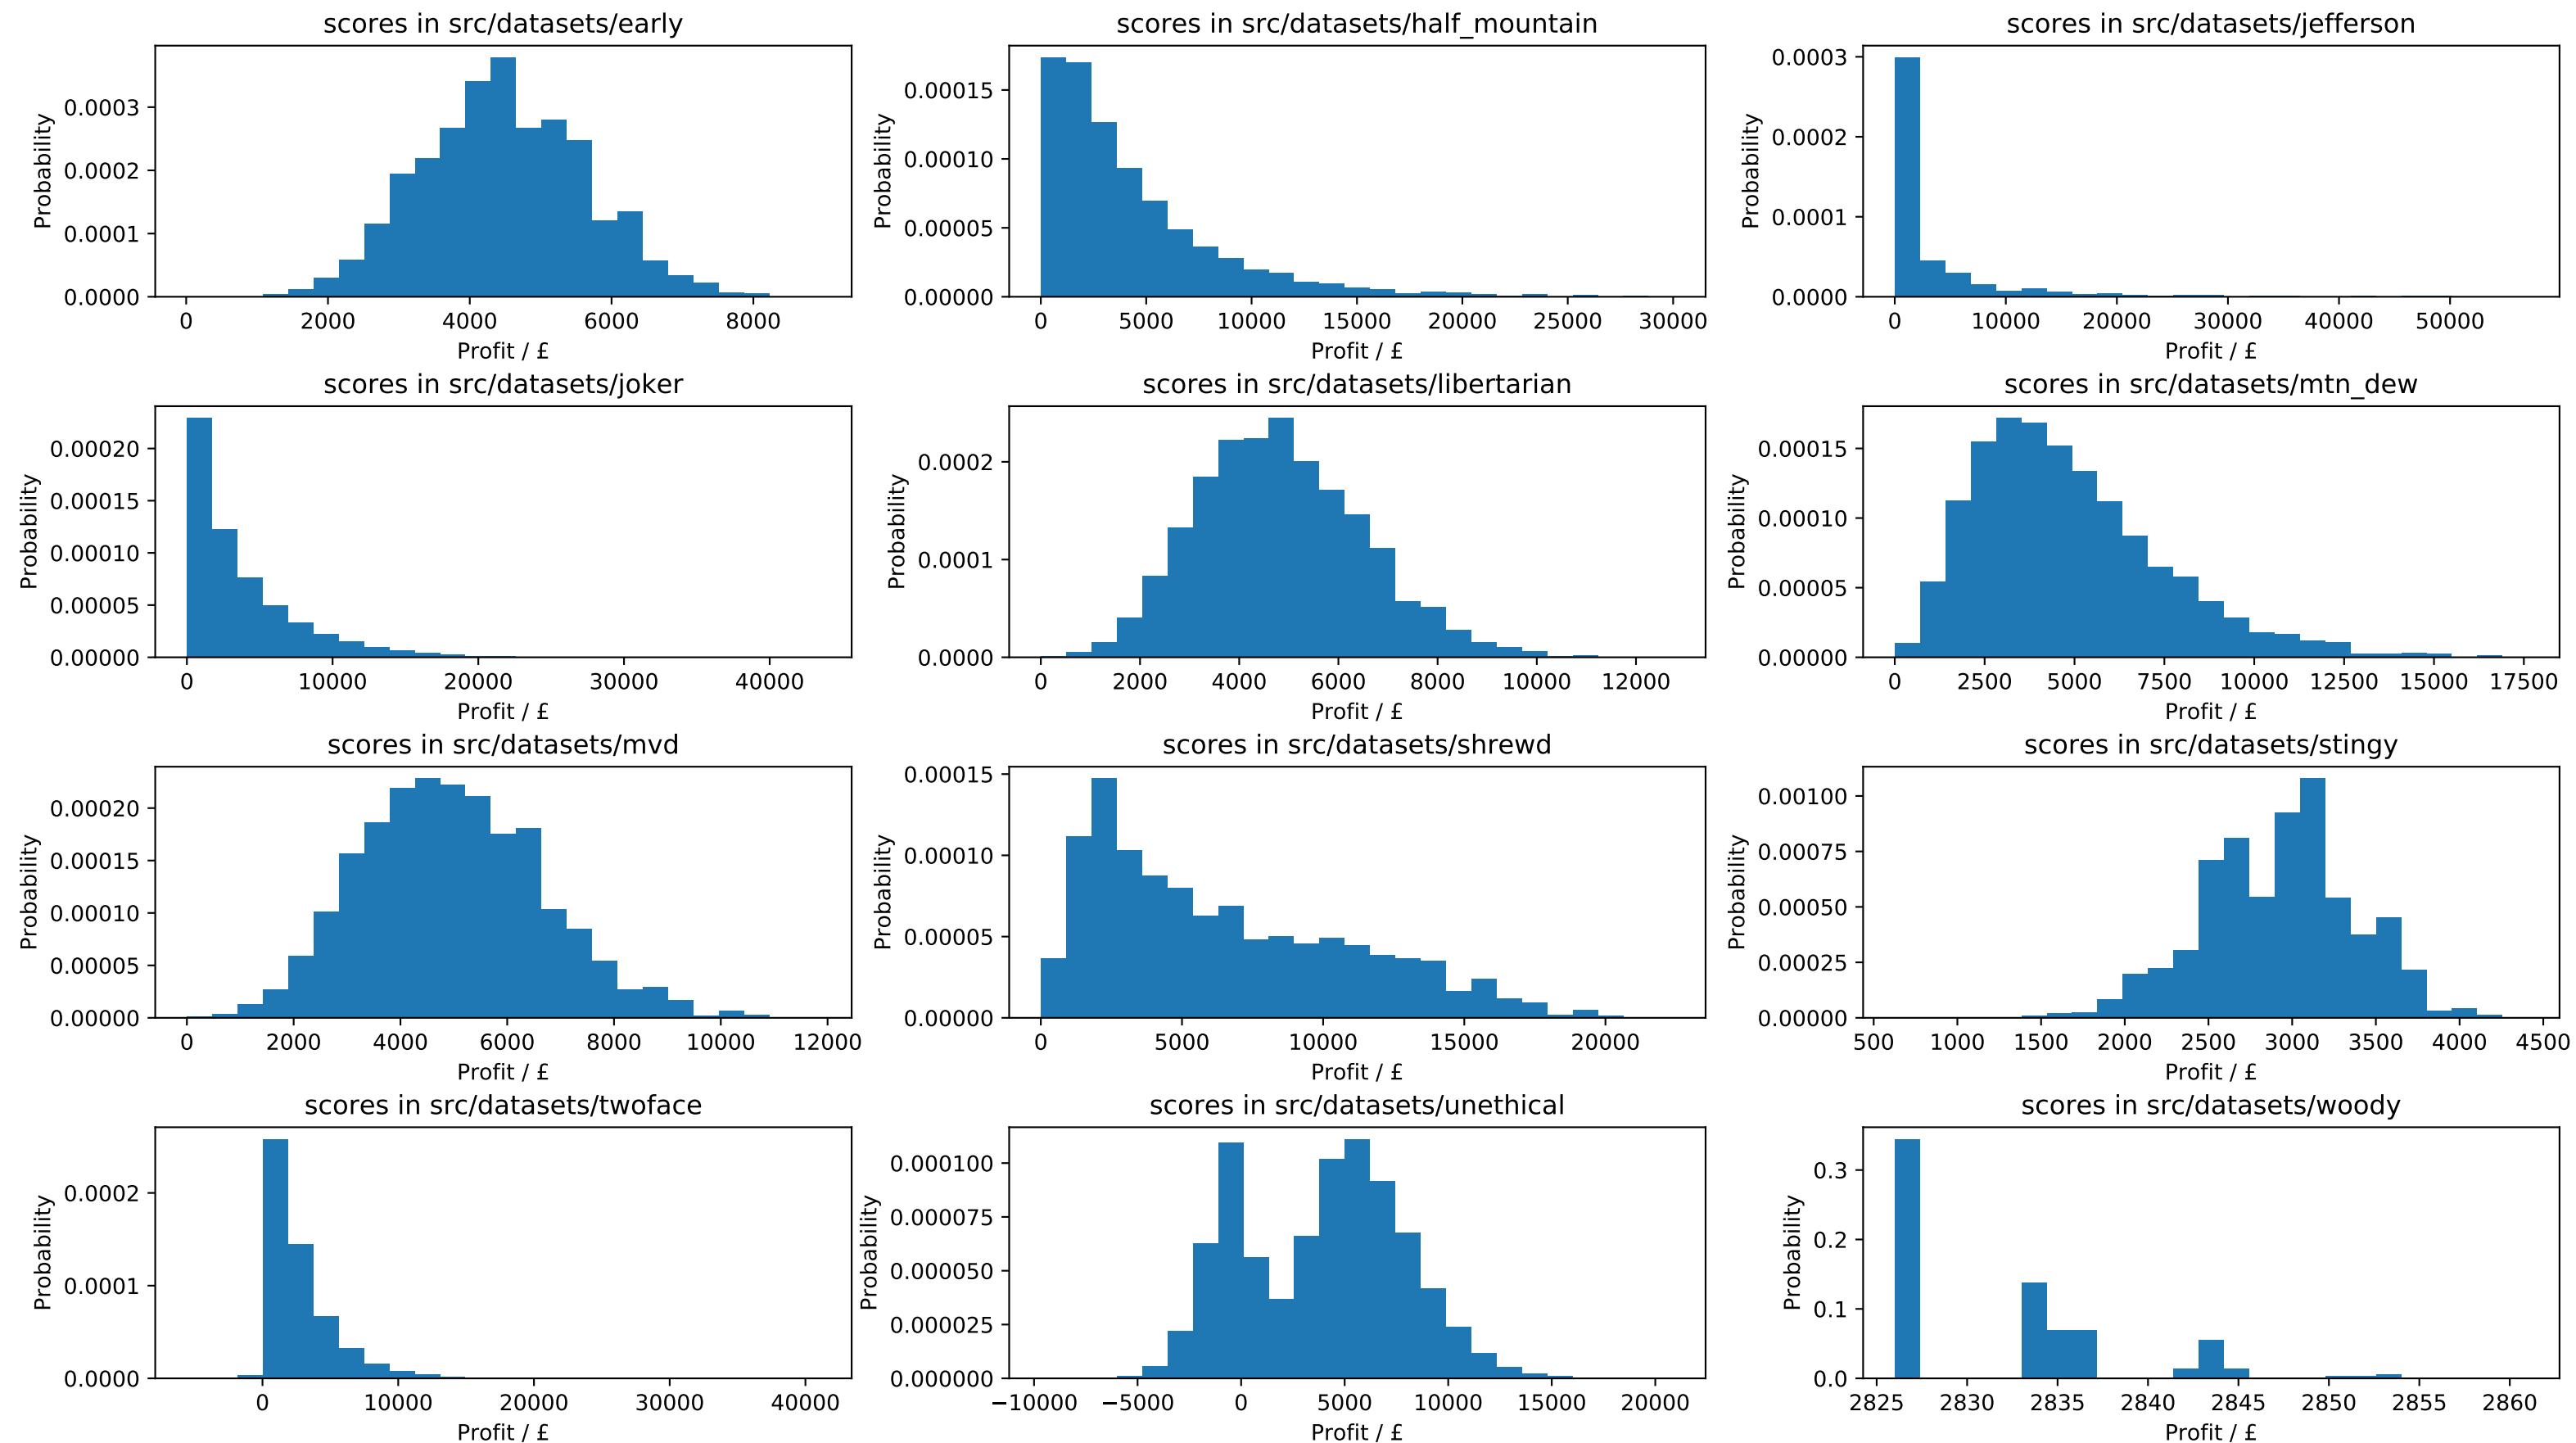 scores in src/datasets/early
Probability
0.0003
0.0002
0.0001
0.0000
0 2000 4000 6000 8000
Profit / £
scores in src/datasets/half_mountain
Probability
0.00015
0.00010
0.00005
0.00000
0 5000 10000 15000 20000 25000 30000
Profit / £
scores in src/datasets/jefferson
Probability
0.0003
0.0002
0.0001
0.0000
0 10000 20000 30000 40000 50000
Profit / £
scores in src/datasets/joker
Probability
0.00020
0.00015
0.00010
0.00005
0.00000
0 10000 20000 30000 40000
Profit / £
scores in src/datasets/libertarian
Probability
0.0002
0.0001
0.0000
0 2000 4000 6000 8000 10000 12000
Profit / £
scores in src/datasets/mtn_dew
Probability
0.00015
0.00010
0.00005
0.00000
0 2500 5000 7500 10000 12500 15000 17500
Profit / £
scores in src/datasets/mvd
Probability
0.00020
0.00015
0.00010
0.00005
0.00000
0 2000 4000 6000 8000 10000 12000
Profit / £
scores in src/datasets/shrewd
Probability
0.00015
0.00010
0.00005
0.00000
0 5000 10000 15000 20000
Profit / £
scores in src/datasets/stingy
Probability
0.00100
0.00075
0.00050
0.00025
0.00000
500 1000 1500 2000 2500 3000 3500 4000 4500
Profit / £
scores in src/datasets/twoface
Probability
0.0002
0.0001
0.0000
0 10000 20000 30000 40000
Profit / £
scores in src/datasets/unethical
Probability
0.000100
0.000075
0.000050
0.000025
0.000000
−10000 −5000 0 5000 10000 15000 20000
Profit / £
scores in src/datasets/woody
Probability
0.3
0.2
0.1
0.0
2825 2830 2835 2840 2845 2850 2855 2860
Profit / £